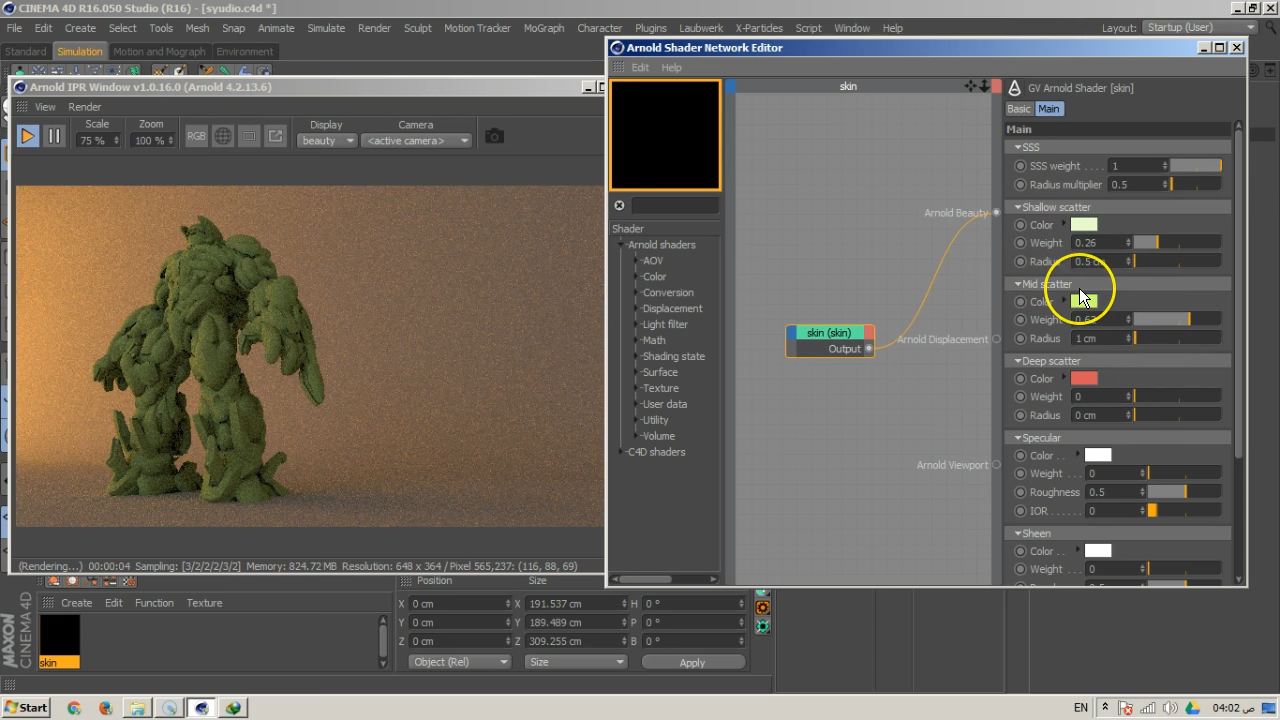 CINEMA 4D R16.050 Studio (R16) - [syudio.c4d *]
File Edit Create Select Tools Mesh Snap Animate Simulate Render Sculpt MoTracker MoGraph Character Plugins Laubwerk X-Particles Script Window Help Layout: Startup (User)
Standard Simulation Motion and Mograph Environment
Arnold Shader Network Editor
Edit Help
Arnold IPR Window v1.0.16.0 (Arnold 4.2.13.6)
View Render
Scale Zoom Display Camera
75 % 100 % RGB beauty <active camera>
skin
GV Arnold Shader [skin]
Basic Main
Main
SSS
SSS weight . . . . 1
Radius multiplier 0.5
Shallow scatter
Color
Weight 0.26
Radius 0.5 cm
Mid scatter
Color
Weight
Radius 1 cm
Deep scatter
Color
Weight 0
Radius 0 cm
Specular
Color . .
Weight . 0
Roughness 0.5
IOR . . . . . . 0
Sheen
Color . .
Weight . 0
Shader
Arnold shaders
AOV
Color
Conversion
Displacement
Light filter
Math
Shading state
Surface
Texture
User data
Utility
Volume
C4D shaders
Arnold Beauty
skin (skin)
Output
Arnold Displacement
Arnold Viewport
(Rendering...) 00:00:04 Sampling: [3/2/2/2/3/2] Memory: 824.72 MB Resolution: 648 x 364 / Pixel 565,237: (116, 88, 69)
Create Edit Function Texture
skin
Position Size
X 0 cm X 191.537 cm H 0 °
Y 0 cm Y 189.489 cm P 0 °
Z 0 cm Z 309.255 cm B 0 °
Object (Rel) Size Apply
MAXON CINEMA 4D
Start EN 04:02 ص